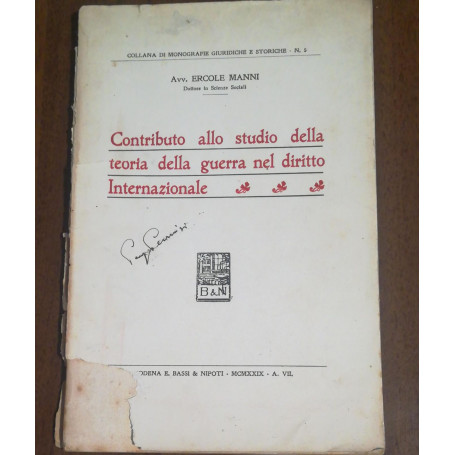 COLLANA DI MONOGRAFIE GIURIDICHE E STORICHE - N. 5
Avv. ERCOLE MANNI
Dottore in Scienze Sociali
Contributo allo studio della
teoria della guerra nel diritto
Internazionale
B&N
ODENA E. BASSI & NIPOTI - MCMXXIX - A. VII.